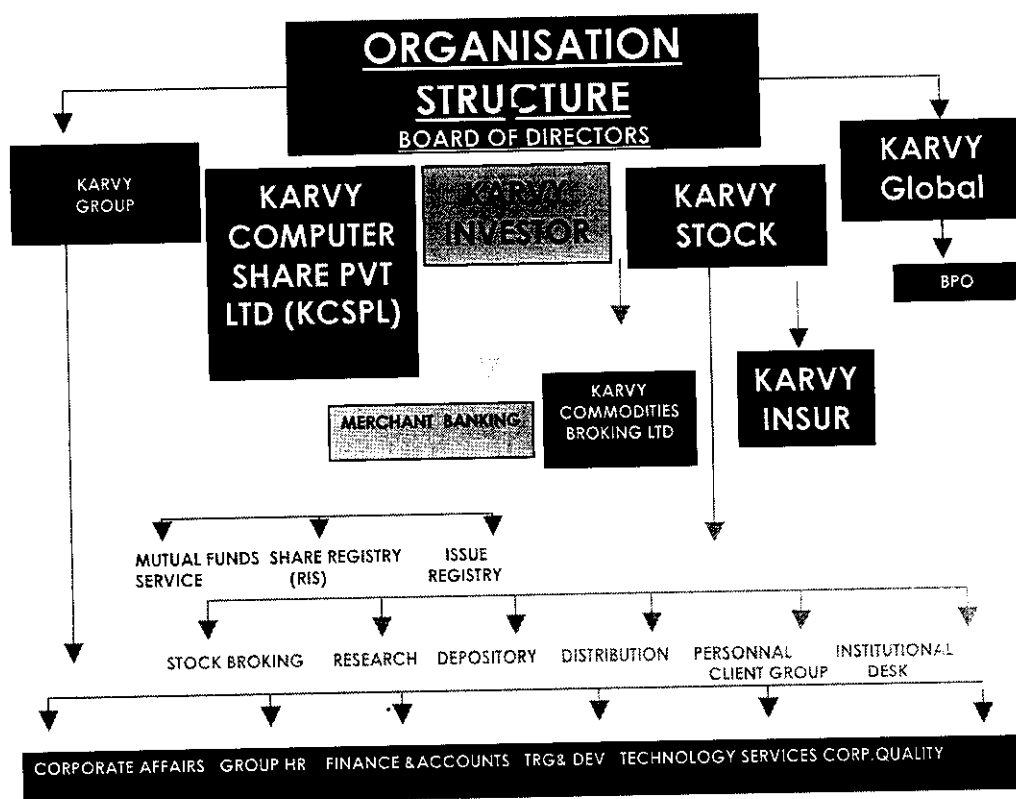 ORGANISATION
STRUCTURE
BOARD OF DIRECTORS
KARVY
GROUP
KARVY
COMPUTER
SHARE PVT
LTD (KCSPL)
KARVY
INVESTOR
KARVY
STOCK
KARVY
Global
BPO
MERCHANT BANKING
KARVY
COMMODITIES
BROKING LTD
KARVY
INSUR
MUTUAL FUNDS
SERVICE
SHARE REGISTRY
(RIS)
ISSUE
REGISTRY
STOCK BROKING
RESEARCH
DEPOSITORY
DISTRIBUTION
PERSONNAL
CLIENT GROUP
INSTITUTIONAL
DESK
CORPORATE AFFAIRS GROUP HR FINANCE &ACCOUNTS TRG& DEV TECHNOLOGY SERVICES CORP.QUALITY